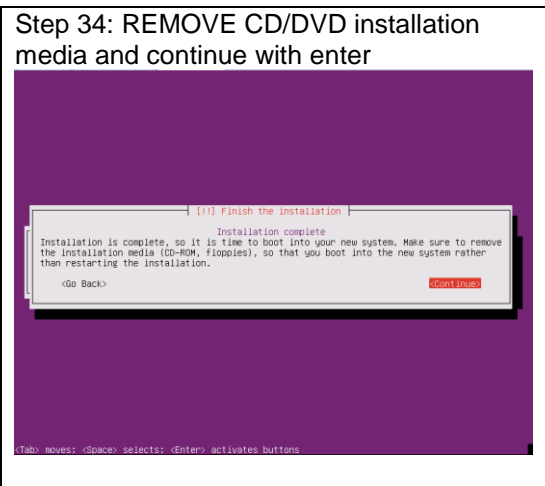 Step 34: REMOVE CD/DVD installation
media and continue with enter
[!!] Finish the installation
Installation complete
Installation is complete, so it is time to boot into your new system. Make sure to remove
the installation media (CD-ROM, floppies), so that you boot into the new system rather
than restarting the installation.
<Go Back> <Continue>
<Tab> moves; <Space> selects; <Enter> activates buttons